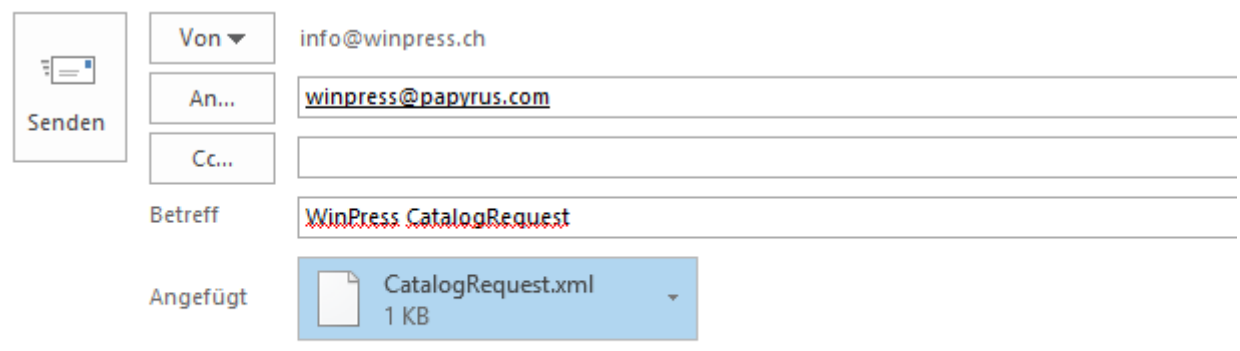 Von
info@winpress.ch
Senden
An...
winpress@papyrus.com
Cc...
Betreff
WinPress CatalogRequest
Angefügt
CatalogRequest.xml
1 KB